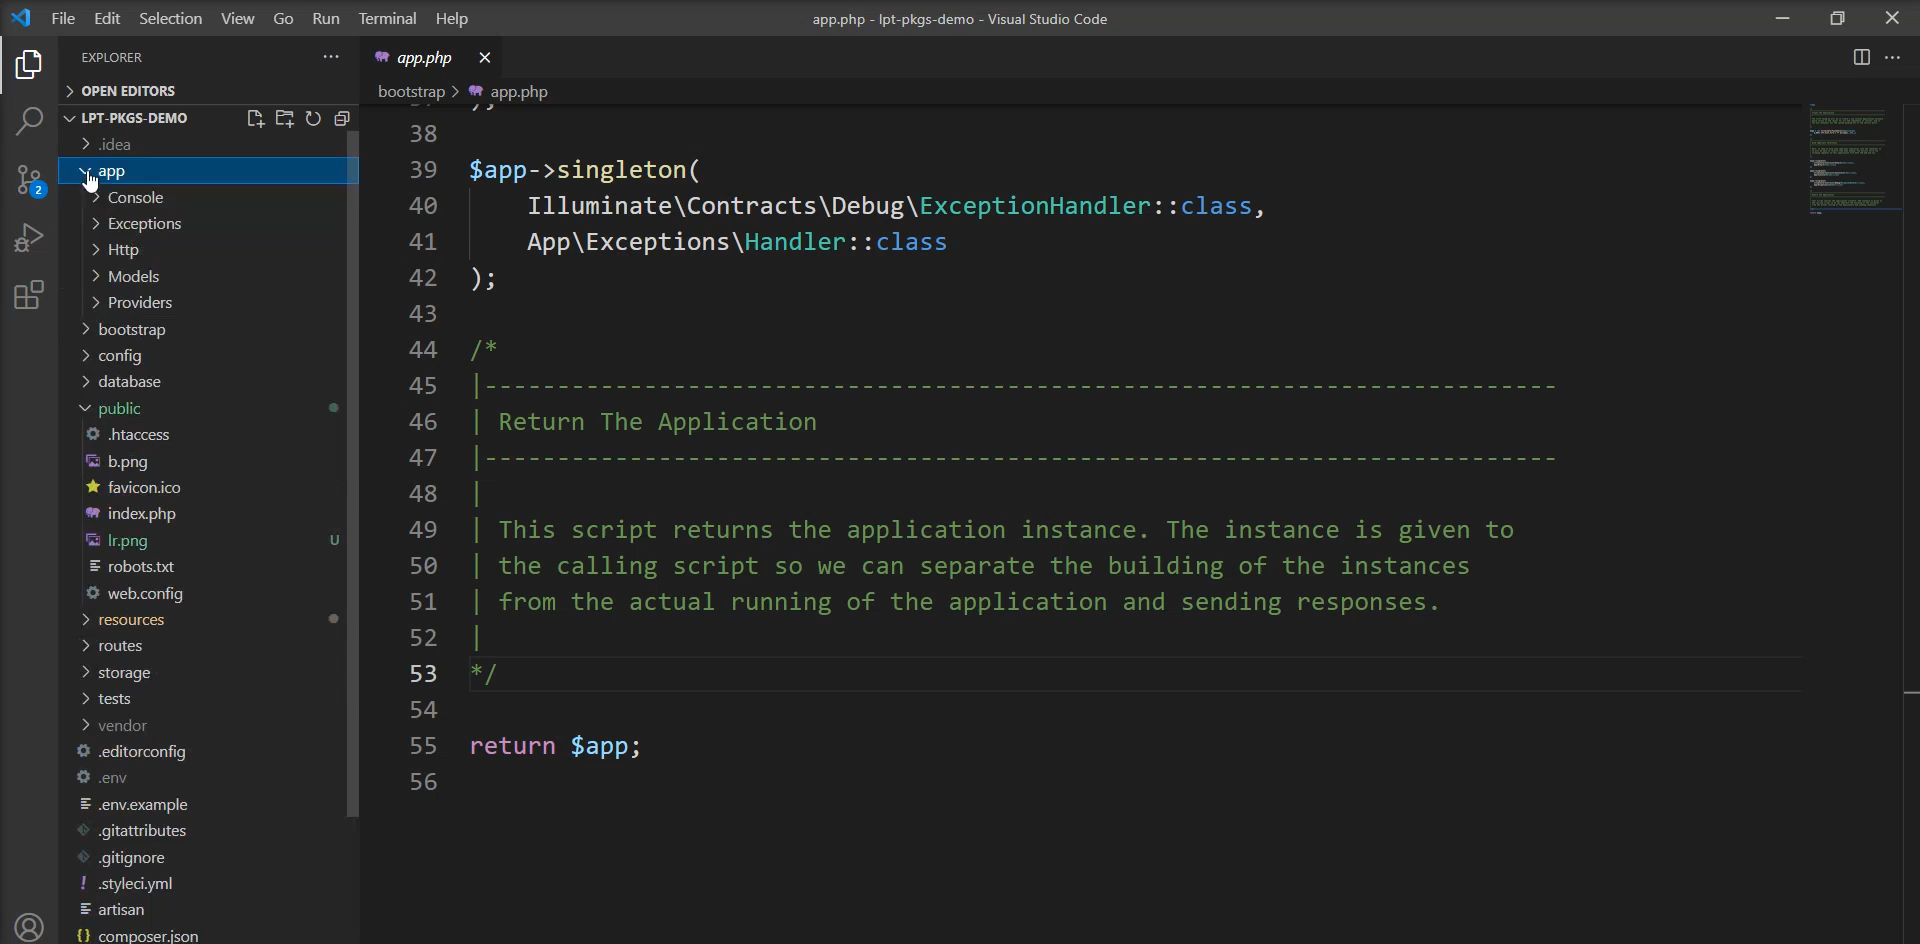 File Edit Selection View Go Run Terminal Help
app.php - lpt-pkgs-demo - Visual Studio Code
EXPLORER
OPEN EDITORS
LPT-PKGS-DEMO
.idea
app
Console
Exceptions
Http
Models
Providers
bootstrap
config
database
public
.htaccess
b.png
favicon.ico
index.php
lr.png U
robots.txt
web.config
resources
routes
storage
tests
vendor
.editorconfig
.env
.env.example
.gitattributes
.gitignore
.styleci.yml
artisan
composer.json
2
app.php
bootstrap > app.php
38
39 $app->singleton(
40 Illuminate\Contracts\Debug\ExceptionHandler::class,
41 App\Exceptions\Handler::class
42 );
43
44 /*
45 |--------------------------------------------------------------------------
46 | Return The Application
47 |--------------------------------------------------------------------------
48 |
49 | This script returns the application instance. The instance is given to
50 | the calling script so we can separate the building of the instances
51 | from the actual running of the application and sending responses.
52 |
53 */
54
55 return $app;
56